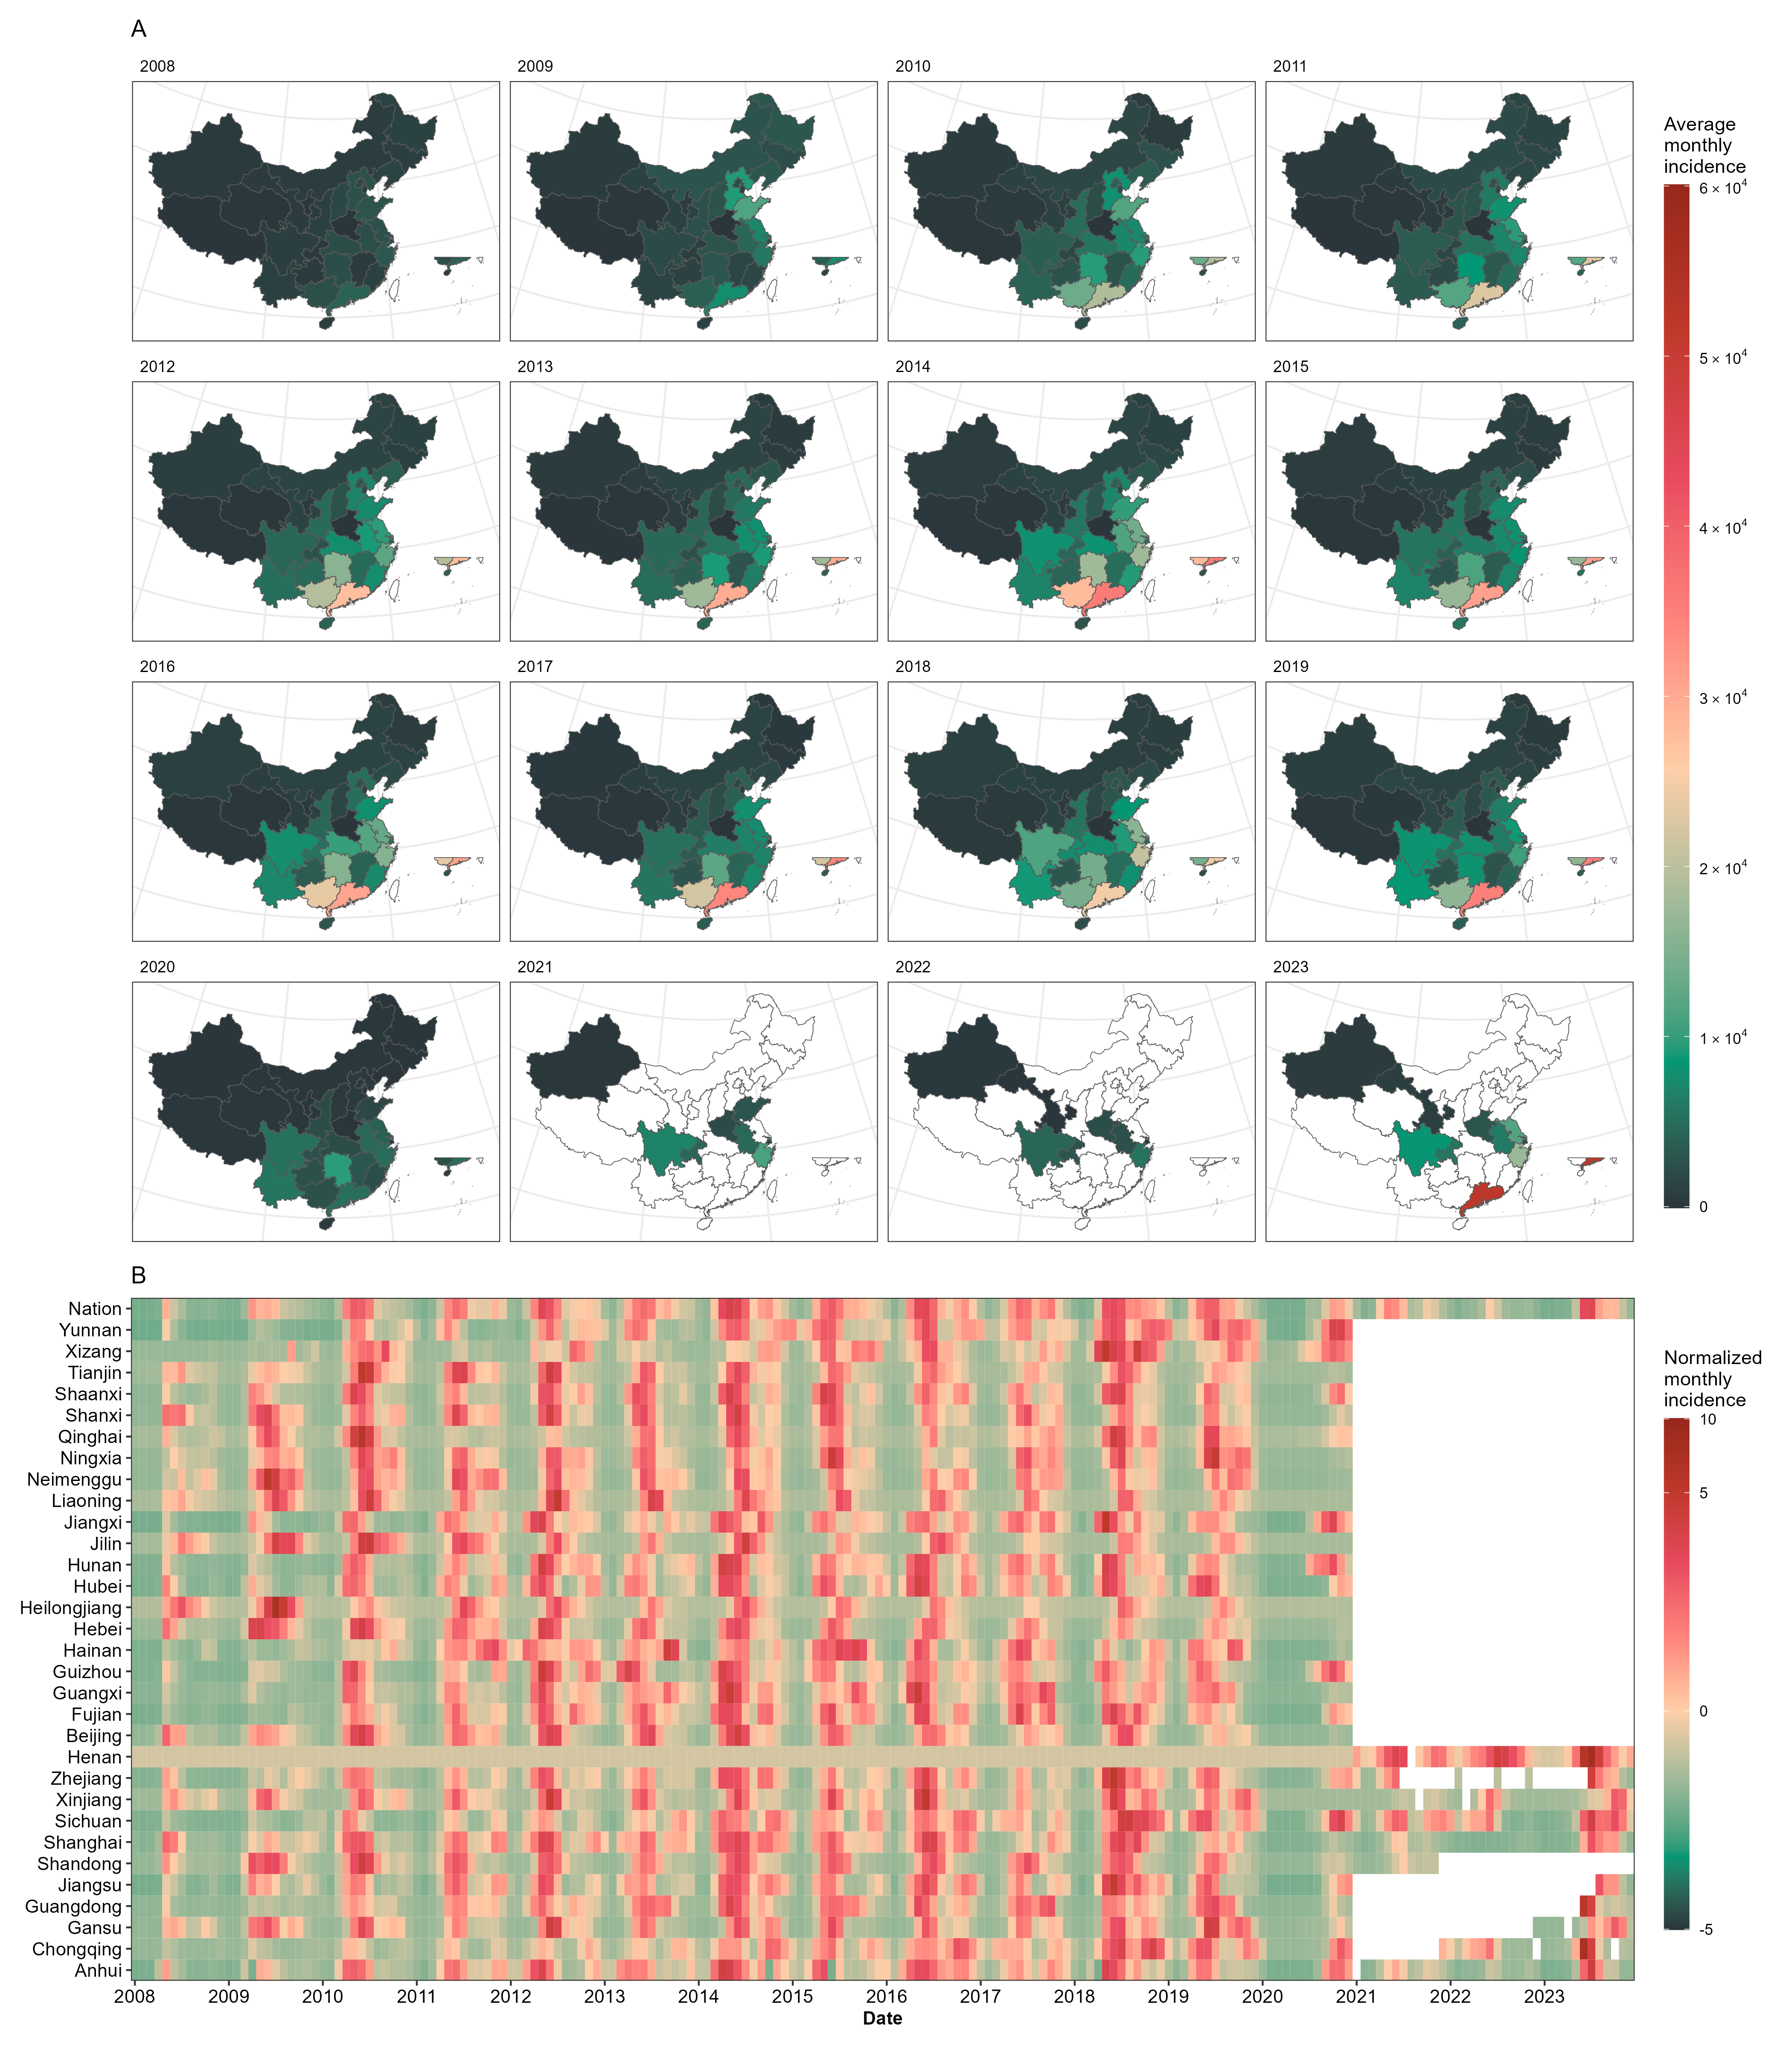 A
2008
2009
2010
2011
Average
monthly
incidence
6 × 10⁴
5 × 10⁴
4 × 10⁴
3 × 10⁴
2 × 10⁴
1 × 10⁴
0
2012
2013
2014
2015
2016
2017
2018
2019
2020
2021
2022
2023
B
Nation
Yunnan
Xizang
Tianjin
Shaanxi
Shanxi
Qinghai
Ningxia
Neimenggu
Liaoning
Jiangxi
Jilin
Hunan
Hubei
Heilongjiang
Hebei
Hainan
Guizhou
Guangxi
Fujian
Beijing
Henan
Zhejiang
Xinjiang
Sichuan
Shanghai
Shandong
Jiangsu
Guangdong
Gansu
Chongqing
Anhui
Normalized
monthly
incidence
10
5
0
-5
2008 2009 2010 2011 2012 2013 2014 2015 2016 2017 2018 2019 2020 2021 2022 2023
Date